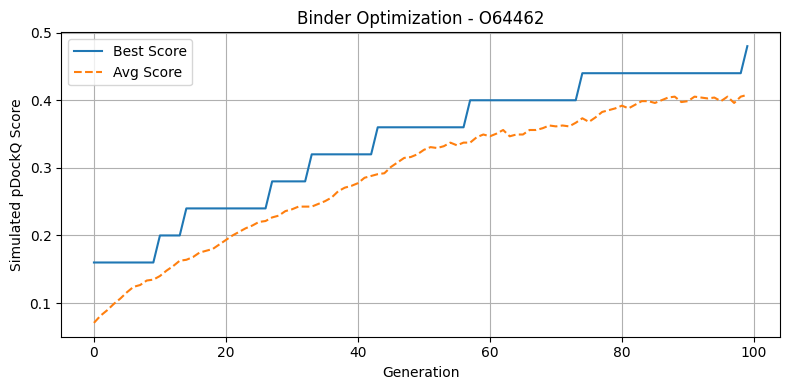 Binder Optimization - O64462
Best Score
Avg Score
Simulated pDockQ Score
0.5
0.4
0.3
0.2
0.1
0 20 40 60 80 100
Generation